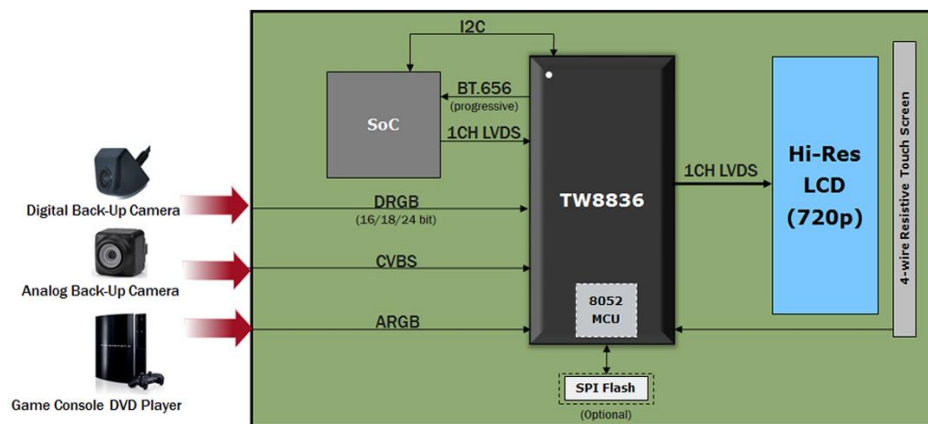 I2C
BT.656
(progressive)
SoC
1CH LVDS
Digital Back-Up Camera
DRGB
(16/18/24 bit)
TW8836
1CH LVDS
Hi-Res
LCD
(720p)
4-wire Resistive Touch Screen
CVBS
Analog Back-Up Camera
8052
MCU
ARGB
SPI Flash
(Optional)
Game Console DVD Player